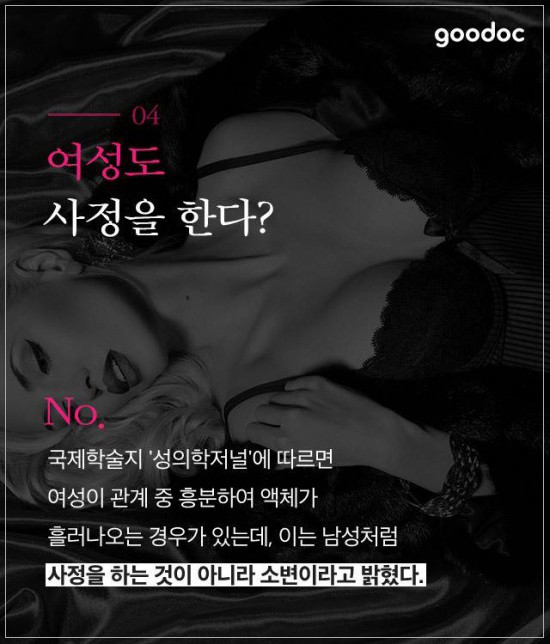 goodoc
04
여성도
사정을 한다?
No.
국제학술지 '성의학저널'에 따르면
여성이 관계 중 흥분하여 액체가
흘러나오는 경우가 있는데, 이는 남성처럼
사정을 하는 것이 아니라 소변이라고 밝혔다.